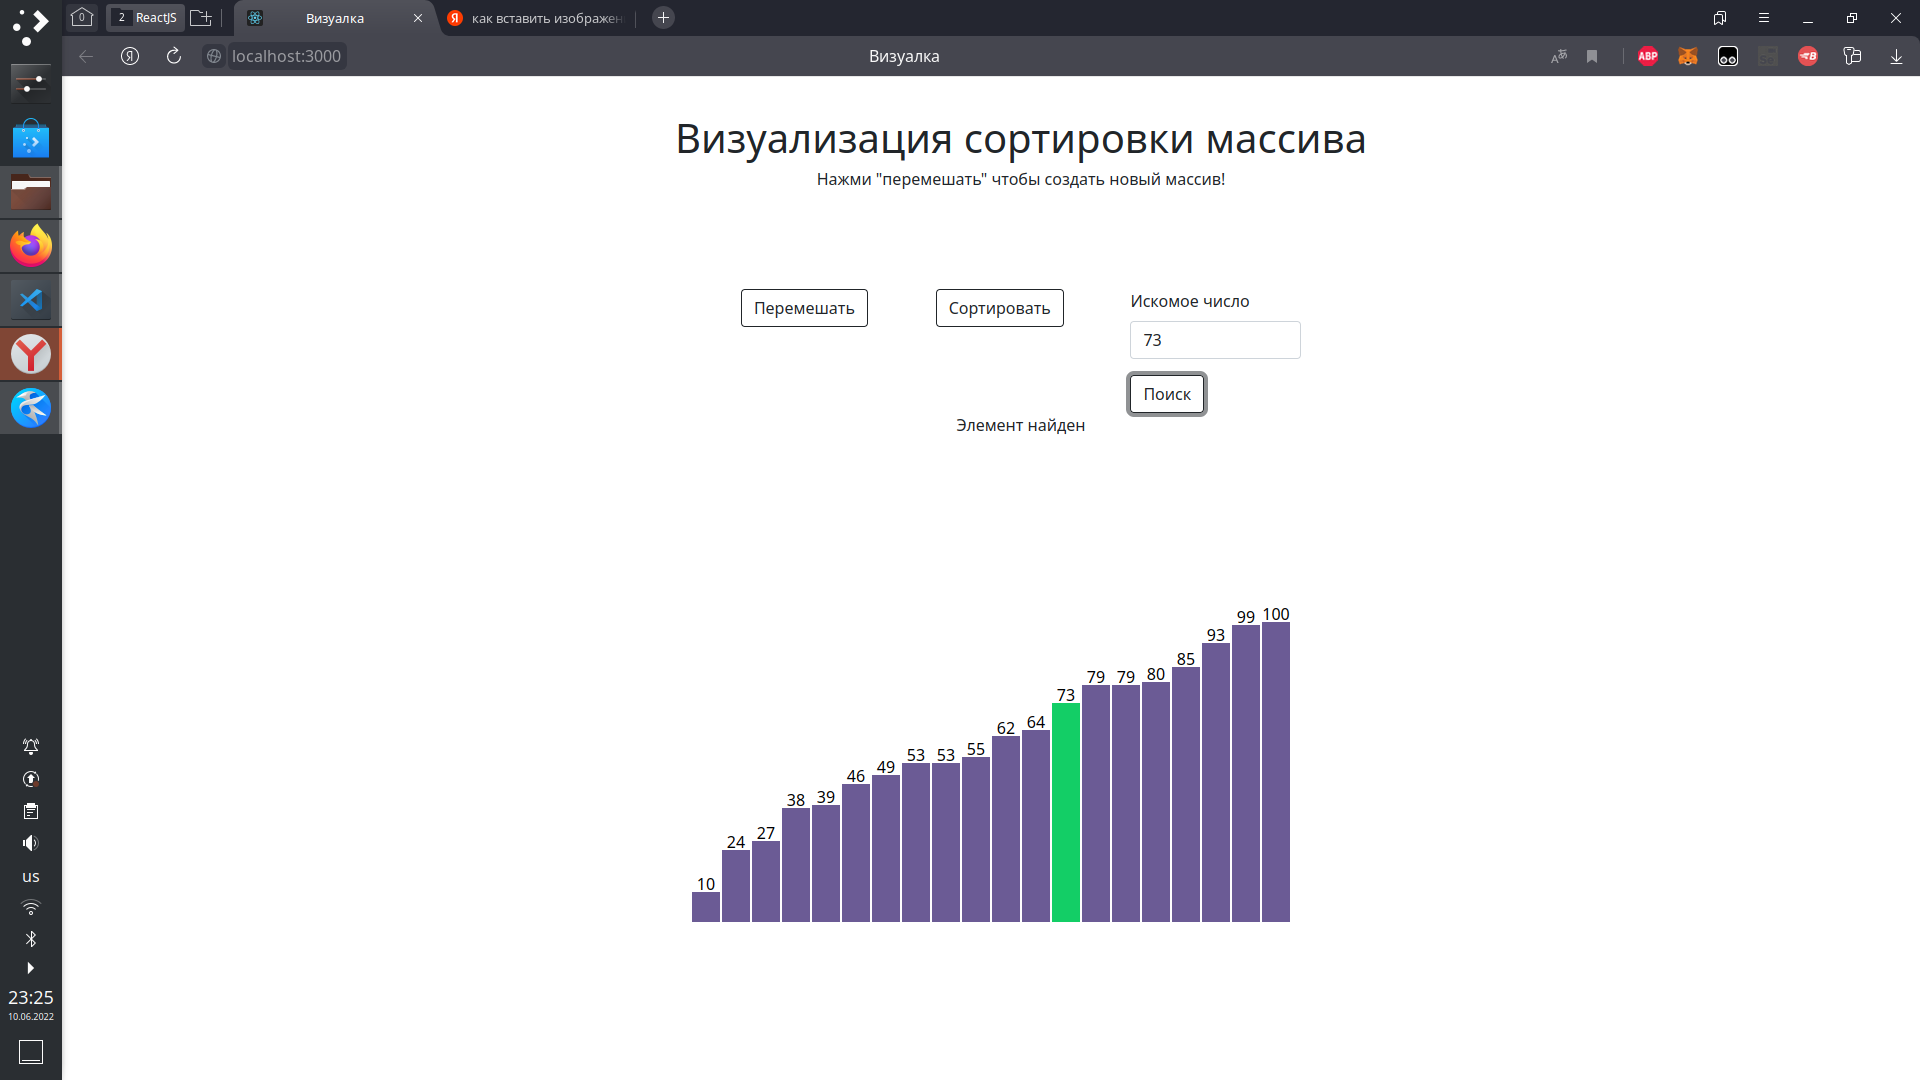 0
2 ReactJS
Визуалка
Я как вставить изображен
Я localhost:3000
Визуалка
ABP
Визуализация сортировки массива
Нажми "перемешать" чтобы создать новый массив!
Перемешать Сортировать Искомое число
73
Поиск
Элемент найден
10 24 27 38 39 46 49 53 53 55 62 64 73 79 79 80 85 93 99 100
us
23:25
10.06.2022